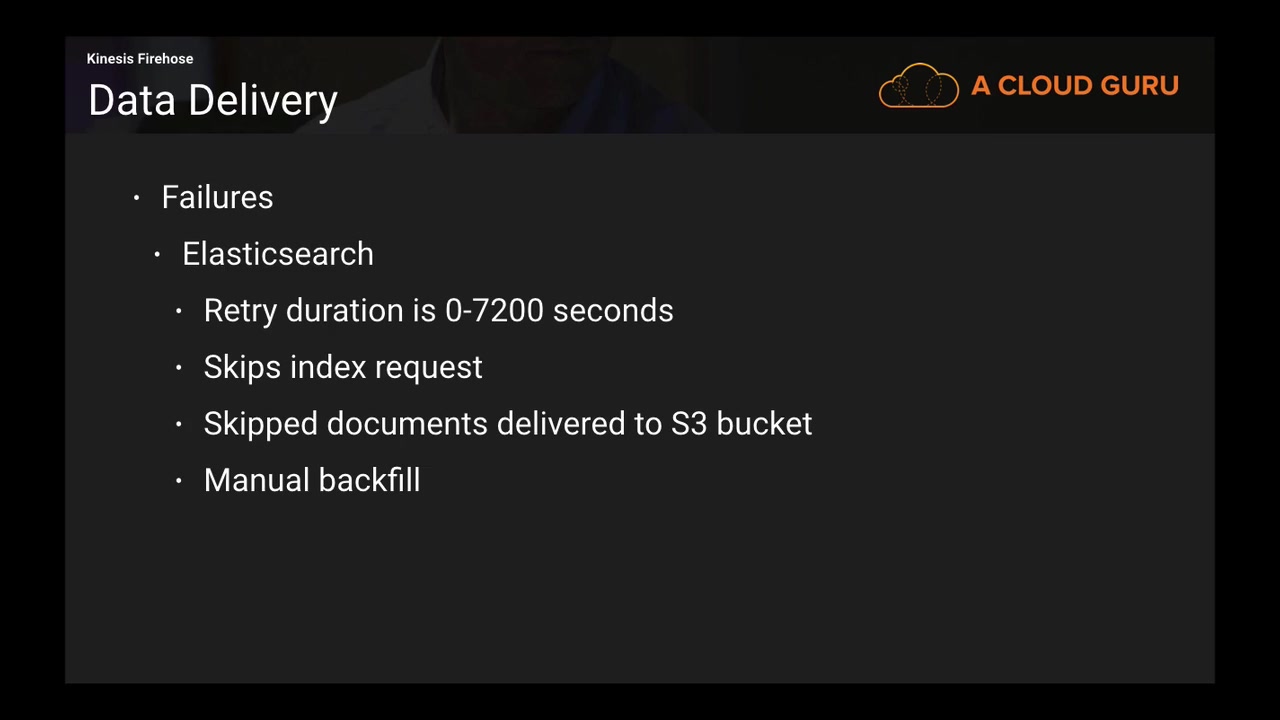 Kinesis Firehose
Data Delivery
A CLOUD GURU
• Failures
• Elasticsearch
• Retry duration is 0-7200 seconds
• Skips index request
• Skipped documents delivered to S3 bucket
• Manual backfill